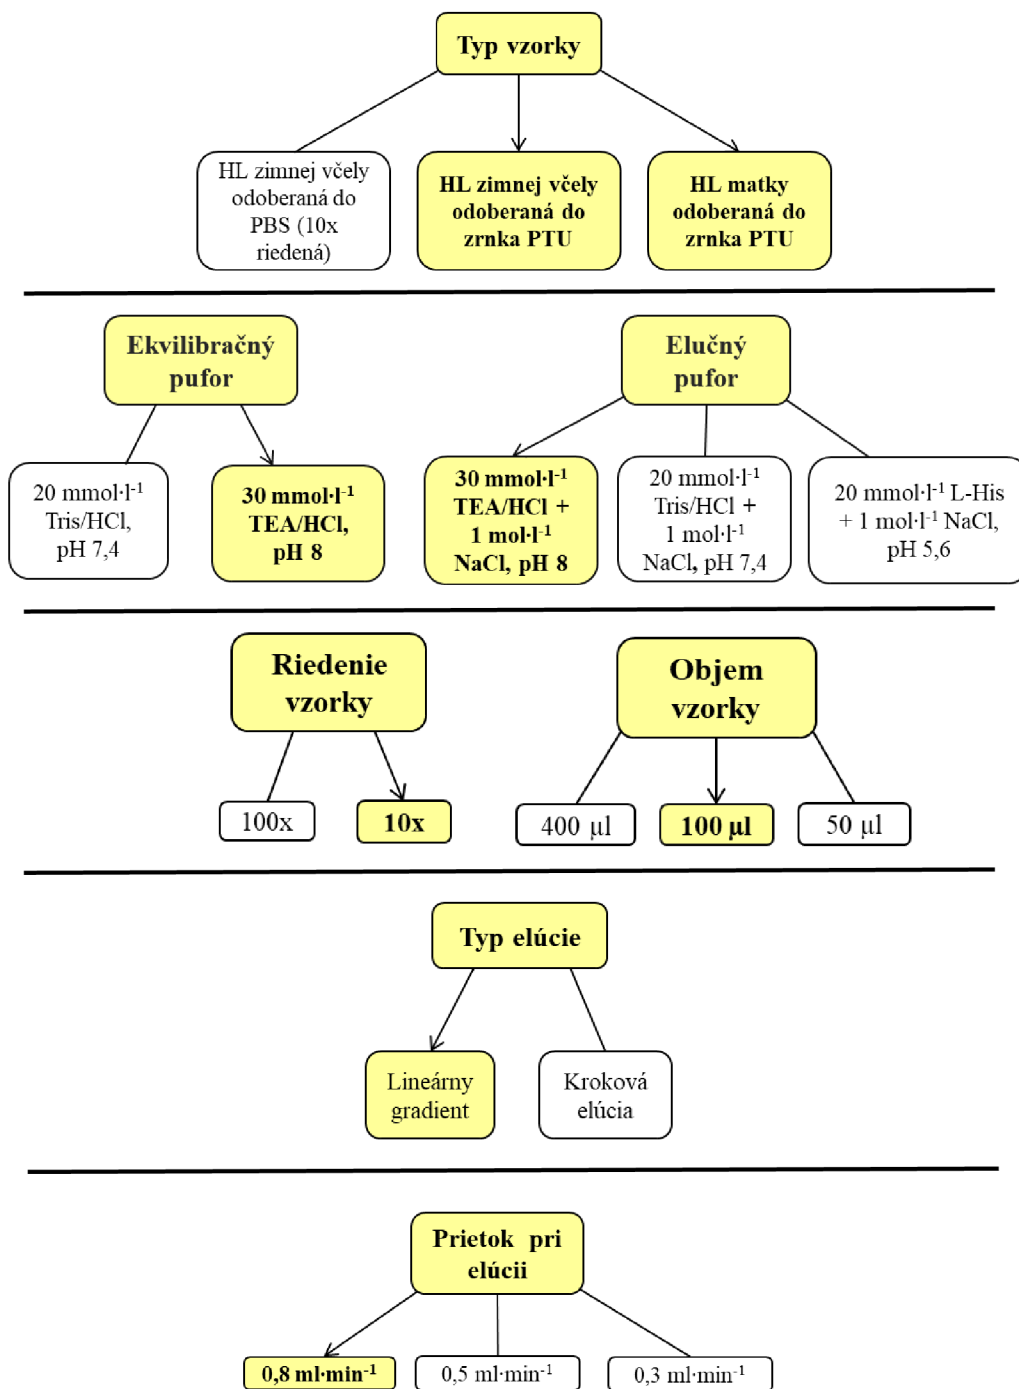 Typ vzorky
HL zimnej včely
odoberaná do
PBS (10x
riedená)
HL zimnej včely
odoberaná do
zrnka PTU
HL matky
odoberaná do
zrnka PTU
Ekvilibračný
pufor
Elučný
pufor
20 mmol·l⁻¹
Tris/HCl,
pH 7,4
30 mmol·l⁻¹
TEA/HCl,
pH 8
30 mmol·l⁻¹
TEA/HCl +
1 mol·l⁻¹
NaCl, pH 8
20 mmol·l⁻¹
Tris/HCl +
1 mol·l⁻¹
NaCl, pH 7,4
20 mmol·l⁻¹ L-His
+ 1 mol·l⁻¹ NaCl,
pH 5,6
Riedenie
vzorky
Objem
vzorky
100x
10x
400 µl
100 µl
50 µl
Typ elúcie
Lineárny
gradient
Kroková
elúcia
Prietok pri
elúcii
0,8 ml·min⁻¹
0,5 ml·min⁻¹
0,3 ml·min⁻¹